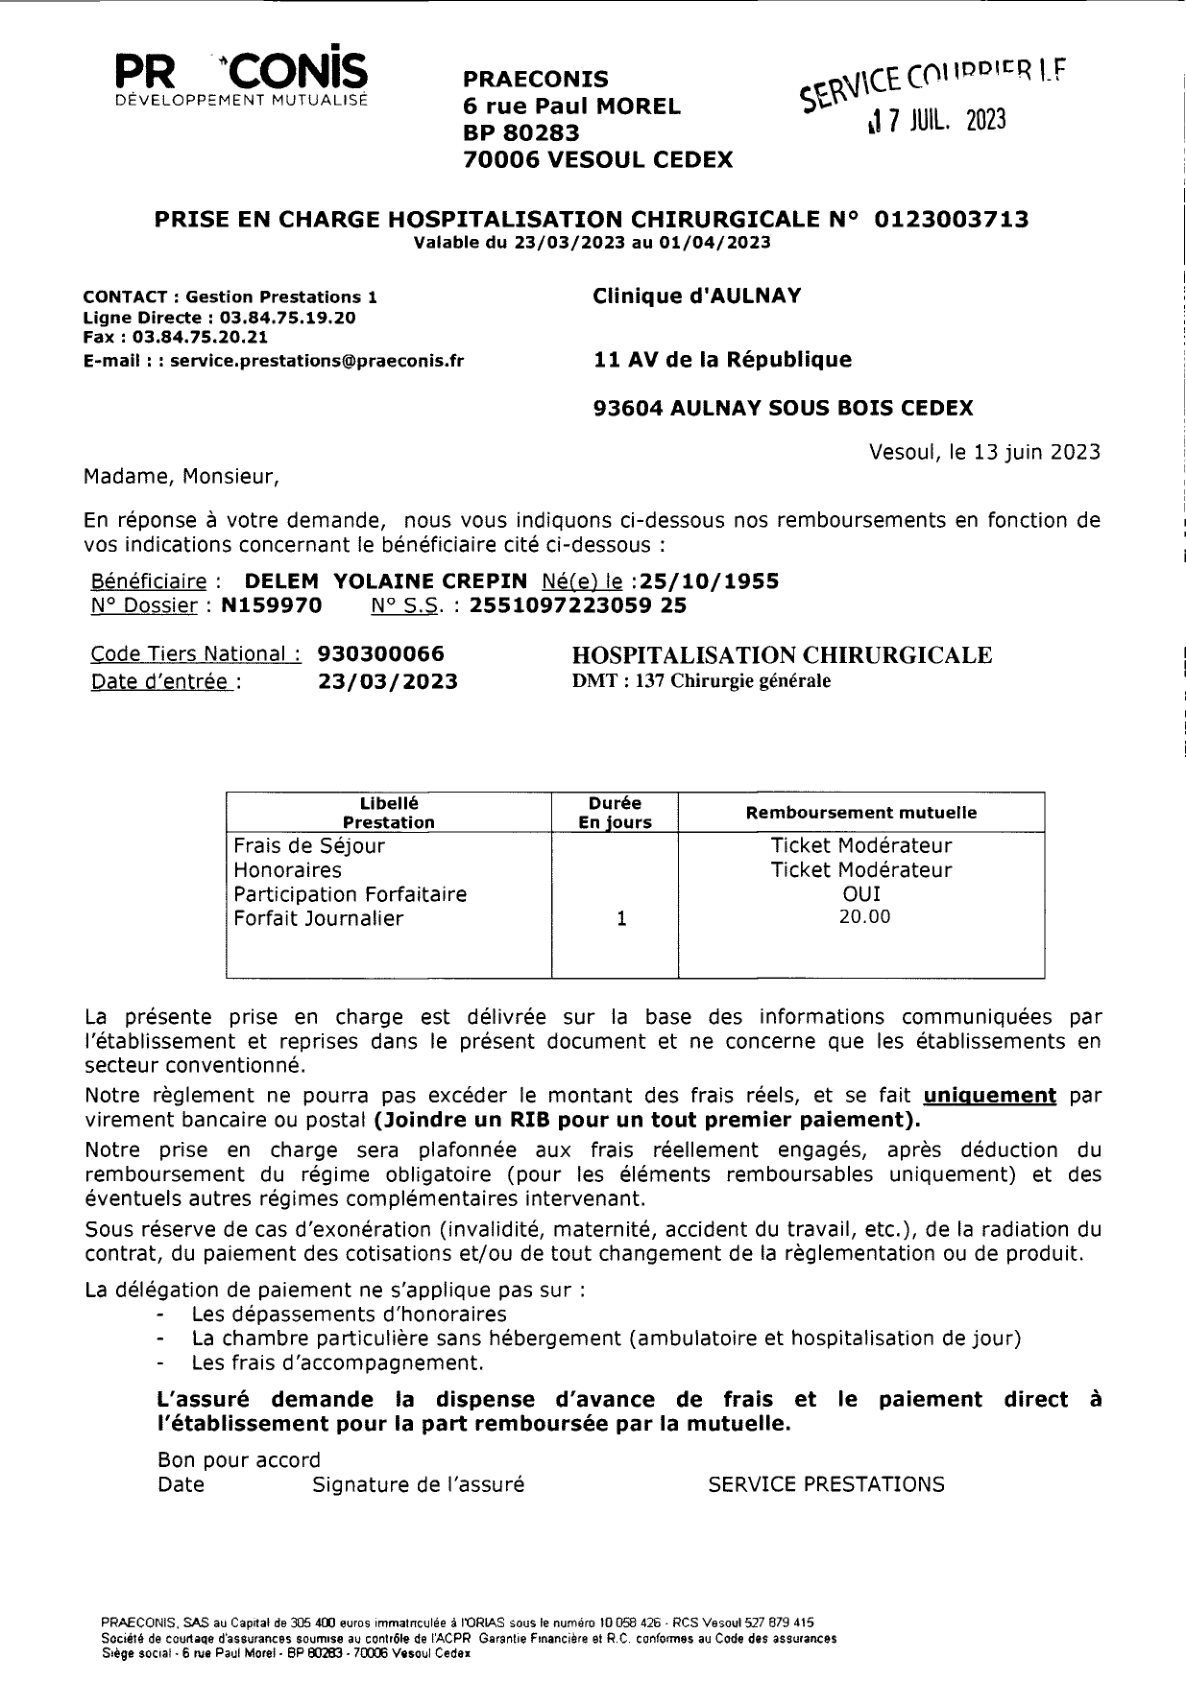 PR CONiS
DÉVELOPPEMENT MUTUALISÉ
PRAECONIS
6 rue Paul MOREL
BP 80283
70006 VESOUL CEDEX
SERVICE COURRIER
17 JUIL. 2023
PRISE EN CHARGE HOSPITALISATION CHIRURGICALE N° 0123003713
Valable du 23/03/2023 au 01/04/2023
CONTACT : Gestion Prestations 1
Ligne Directe : 03.84.75.19.20
Fax : 03.84.75.20.21
E-mail : : service.prestations@praeconis.fr
Clinique d'AULNAY
11 AV de la République
93604 AULNAY SOUS BOIS CEDEX
Vesoul, le 13 juin 2023
Madame, Monsieur,
En réponse à votre demande, nous vous indiquons ci-dessous nos remboursements en fonction de
vos indications concernant le bénéficiaire cité ci-dessous :
Bénéficiaire : DELEM YOLAINE CREPIN Né(e) le :25/10/1955
N° Dossier : N159970 N° S.S. : 2551097223059 25
Code Tiers National : 930300066
Date d'entrée : 23/03/2023
HOSPITALISATION CHIRURGICALE
DMT : 137 Chirurgie générale
Libellé Prestation Durée En jours Remboursement mutuelle
Frais de Séjour Ticket Modérateur
Honoraires Ticket Modérateur
Participation Forfaitaire OUI
Forfait Journalier 1 20.00
La présente prise en charge est délivrée sur la base des informations communiquées par
l'établissement et reprises dans le présent document et ne concerne que les établissements en
secteur conventionné.
Notre règlement ne pourra pas excéder le montant des frais réels, et se fait uniquement par
virement bancaire ou postal (Joindre un RIB pour un tout premier paiement).
Notre prise en charge sera plafonnée aux frais réellement engagés, après déduction du
remboursement du régime obligatoire (pour les éléments remboursables uniquement) et des
éventuels autres régimes complémentaires intervenant.
Sous réserve de cas d'exonération (invalidité, maternité, accident du travail, etc.), de la radiation du
contrat, du paiement des cotisations et/ou de tout changement de la règlementation ou de produit.
La délégation de paiement ne s'applique pas sur :
- Les dépassements d'honoraires
- La chambre particulière sans hébergement (ambulatoire et hospitalisation de jour)
- Les frais d'accompagnement.
L'assuré demande la dispense d'avance de frais et le paiement direct à
l'établissement pour la part remboursée par la mutuelle.
Bon pour accord
Date Signature de l'assuré SERVICE PRESTATIONS
PRAECONIS, SAS au Capital de 305 400 euros immatriculée à l'ORIAS sous le numéro 10 058 426 - RCS Vesoul 527 879 415
Société de courtage d'assurances soumise au contrôle de l'ACPR Garantie Financière et R.C. conformes au Code des assurances
Siège social - 6 rue Paul Morel - BP 80283 - 70006 Vesoul Cedex